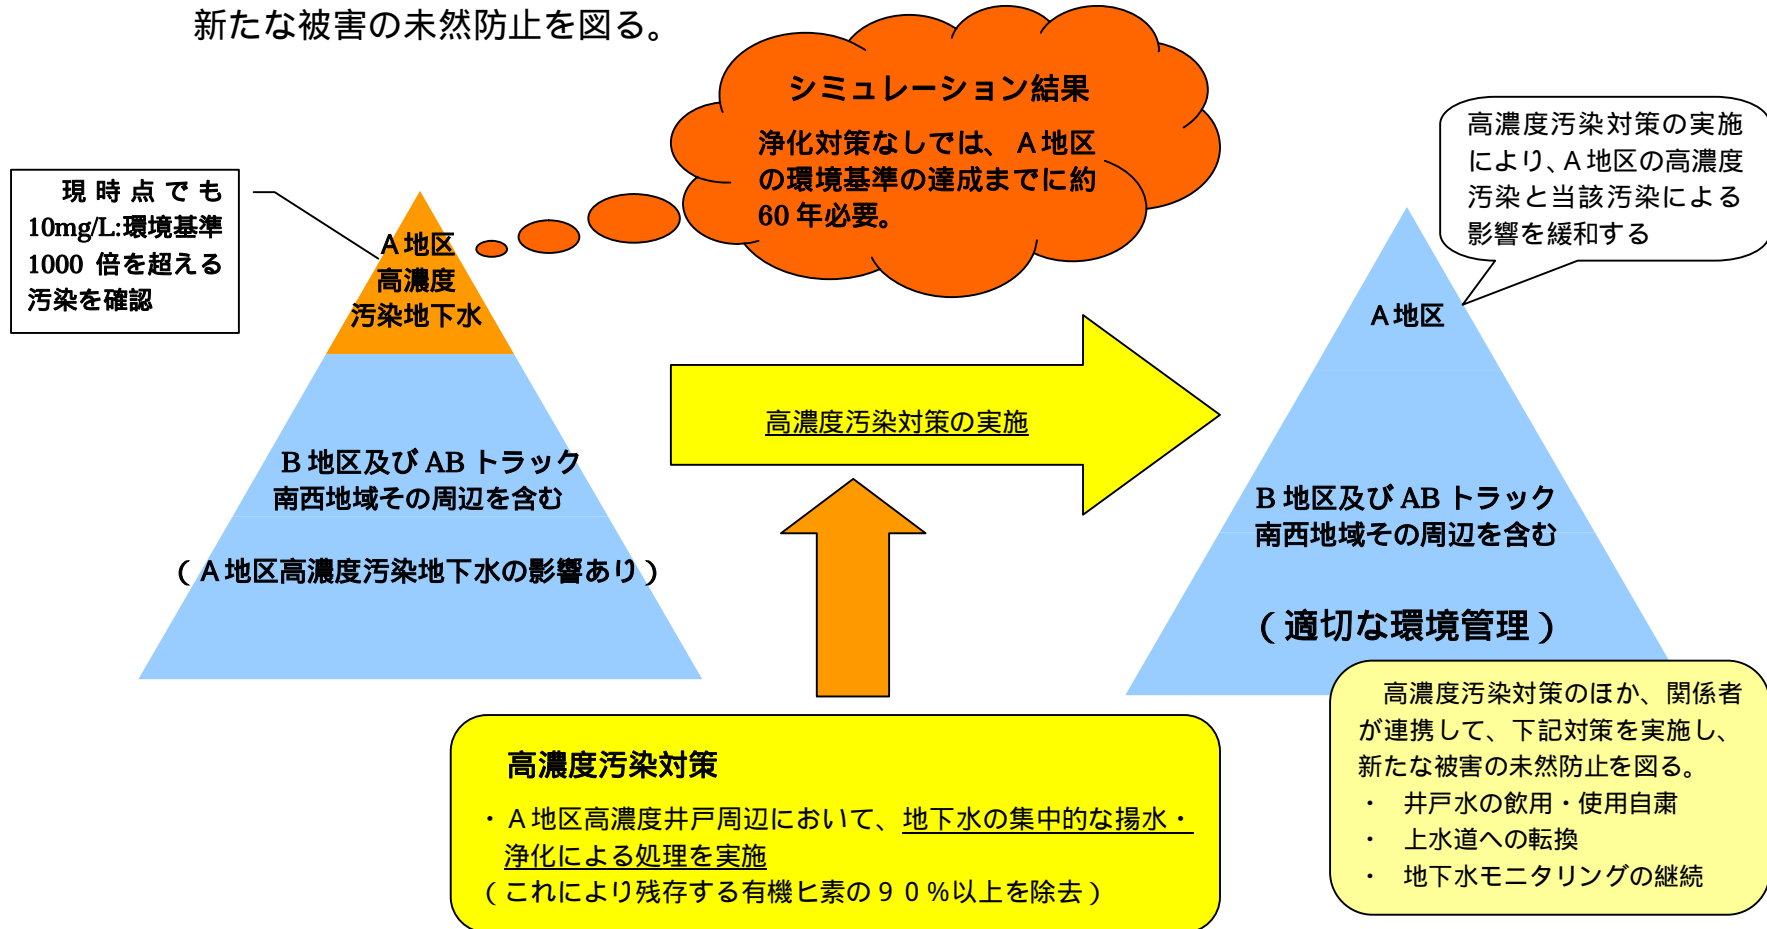 新たな被害の未然防止を図る。
シミュレーション結果
浄化対策なしでは、A地区
の環境基準の達成までに約
60年必要。
現時点でも
10mg/L:環境基準
1000 倍を超える
汚染を確認
A地区
高濃度
汚染地下水
B 地区及び AB トラック
南西地域その周辺を含む
（A地区高濃度汚染地下水の影響あり）
高濃度汚染対策の実施
高濃度汚染対策の実施
により、A地区の高濃度
汚染と当該汚染による
影響を緩和する
A地区
B 地区及び AB トラック
南西地域その周辺を含む
（適切な環境管理）
高濃度汚染対策
・A地区高濃度井戸周辺において、地下水の集中的な揚水・
浄化による処理を実施
（これにより残存する有機ヒ素の９０%以上を除去）
高濃度汚染対策のほか、関係者
が連携して、下記対策を実施し、
新たな被害の未然防止を図る。
・ 井戸水の飲用・使用自粛
・ 上水道への転換
・ 地下水モニタリングの継続